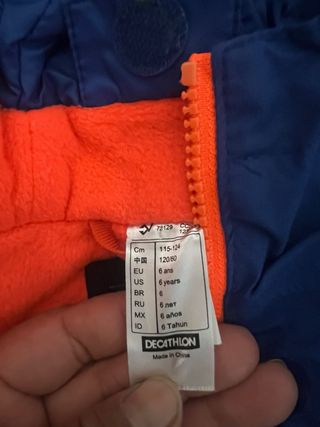 72129
Cm 115-124
中国 120/60
EU 6 ans
US 6 years
BR 6
RU 6 лет
MX 6 años
ID 6 Tahun
DECATHLON
Made in China